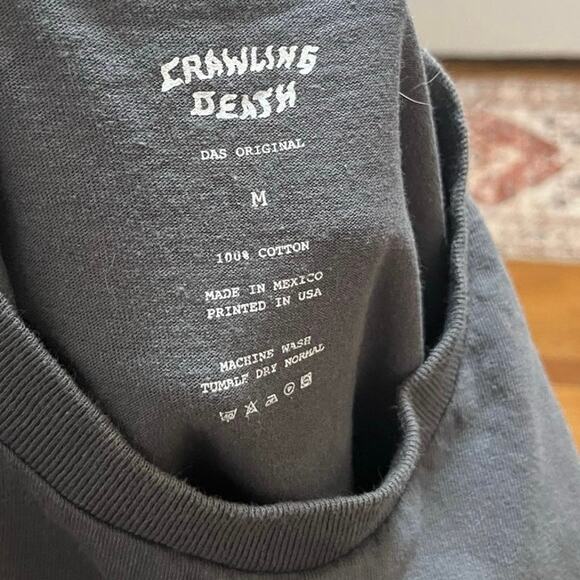 CRAWLING
DEATH
DAS ORIGINAL
M
100% COTTON
MADE IN MEXICO
PRINTED IN USA
MACHINE WASH
TUMBLE DRY NORMAL